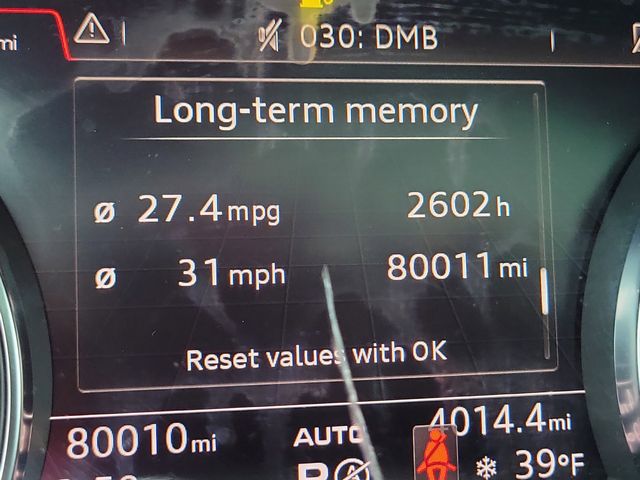 mi
030: DMB
Long-term memory
ø 27.4 mpg 2602 h
ø 31 mph 80011 mi
Reset values with OK
80010 mi AUTO 4014.4 mi
39°F